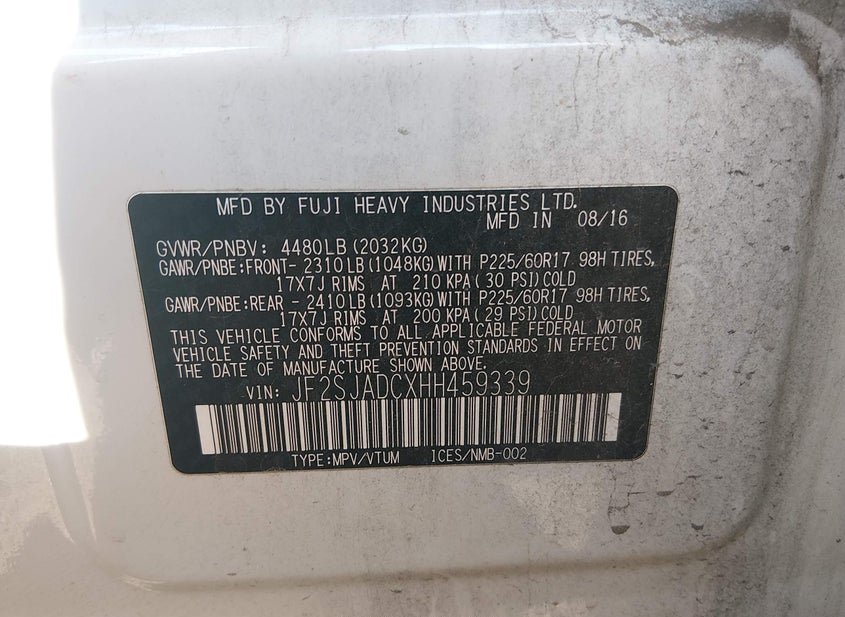 MFD BY FUJI HEAVY INDUSTRIES LTD.
MFD IN 08/16
GVWR/PNBV: 4480LB(2032KG)
GAWR/PNBE:FRONT- 2310LB(1048KG)WITH P225/60R17 98H TIRES,
17X7J RIMS AT 210 KPA( 30 PSI)COLD
GAWR/PNBE:REAR - 2410LB(1093KG)WITH P225/60R17 98H TIRES,
17X7J RIMS AT 200 KPA( 29 PSI)COLD
THIS VEHICLE CONFORMS TO ALL APPLICABLE FEDERAL MOTOR
VEHICLE SAFETY AND THEFT PREVENTION STANDARDS IN EFFECT ON
THE DATE OF MANUFACTURE SHOWN ABOVE.
VIN: JF2SJADCXHH459339
TYPE:MPV/VTUM 1CES/NMB-002